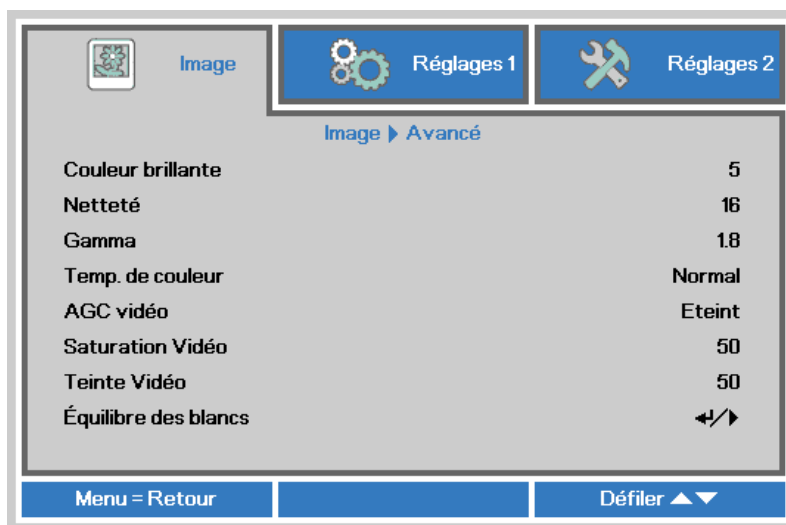 Image Réglages 1 Réglages 2
Image ▶ Avancé
Couleur brillante 5
Netteté 16
Gamma 1.8
Temp. de couleur Normal
AGC vidéo Eteint
Saturation Vidéo 50
Teinte Vidéo 50
Équilibre des blancs ↵/▶
Menu = Retour Défiler ▲▼